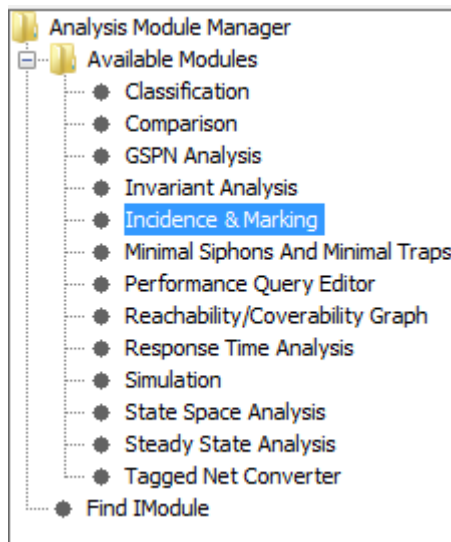 Analysis Module Manager
Available Modules
Classification
Comparison
GSPN Analysis
Invariant Analysis
Incidence & Marking
Minimal Siphons And Minimal Traps
Performance Query Editor
Reachability/Coverability Graph
Response Time Analysis
Simulation
State Space Analysis
Steady State Analysis
Tagged Net Converter
Find IModule